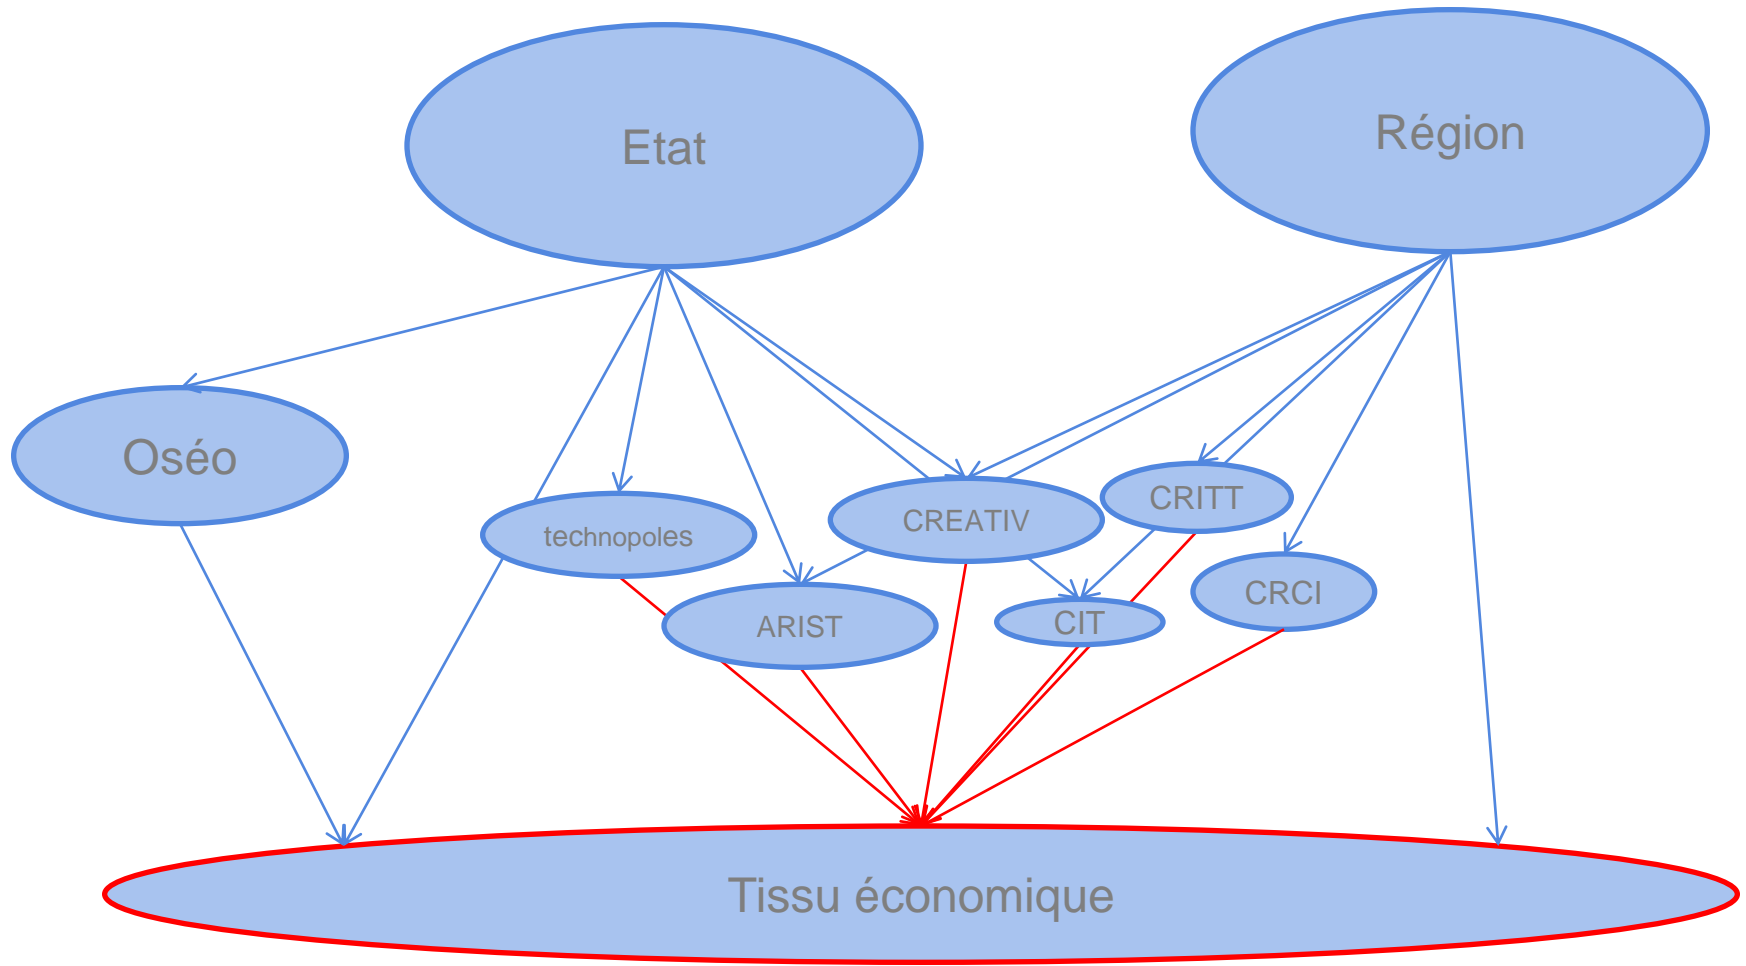 Etat
Région
Oséo
technopoles
CREATIV
CRITT
ARIST
CIT
CRCI
Tissu économique